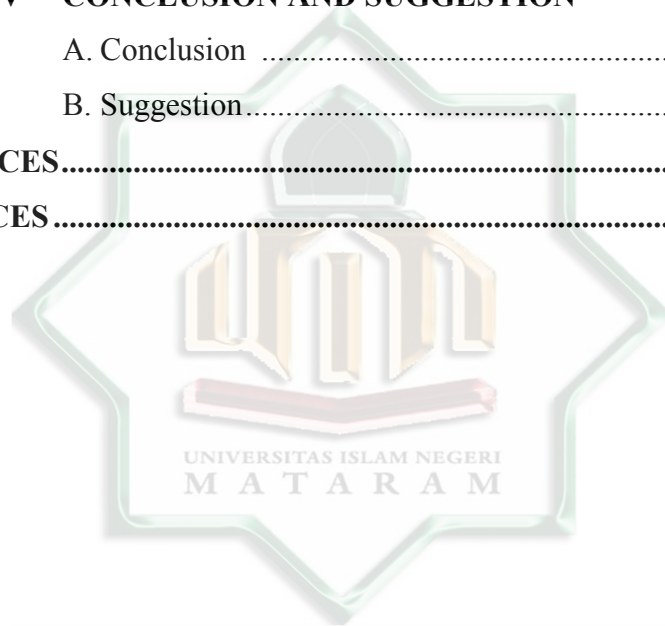 V CONCLUSION AND SUGGESTION
A. Conclusion ........................................................
B. Suggestion..........................................................
CES.................................................................................
CES..................................................................................
UNIVERSITAS ISLAM NEGERI
MATARAM